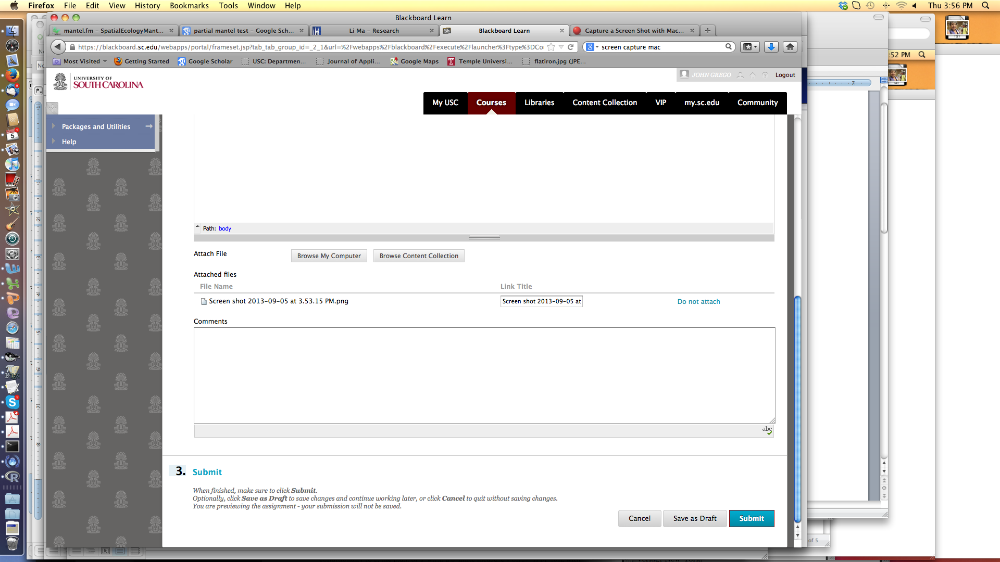 Firefox File Edit View History Bookmarks Tools Window Help
Thu 3:56 PM
Blackboard Learn
mantel.fm – SpatialEcologyMant...
partial mantel test – Google Sch...
Li Ma – Research
Blackboard Learn
Capture a Screen Shot with Mac...
https://blackboard.sc.edu/webapps/portal/frameset.jsp?tab_tab_group_id=_2_1&url=%2Fwebapps%2Fblackboard%2Fexecute%2Flauncher%3Ftype%3DCo
screen capture mac
:52 PM
Most Visited
Getting Started
Google Scholar
USC: Departmen...
Journal of Appli...
Google Maps
Temple Universi...
flatiron.jpg (JPE...
UNIVERSITY OF
SOUTH CAROLINA
JOHN GREGO
Logout
My USC Courses Libraries Content Collection VIP my.sc.edu Community
Packages and Utilities
Help
Path: body
Attach File
Browse My Computer
Browse Content Collection
Attached files
File Name
Link Title
Screen shot 2013-09-05 at 3.53.15 PM.png
Screen shot 2013-09-05 at
Do not attach
Comments
abc
3. Submit
When finished, make sure to click Submit.
Optionally, click Save as Draft to save changes and continue working later, or click Cancel to quit without saving changes.
You are previewing the assignment - your submission will not be saved.
Cancel
Save as Draft
Submit
of 5